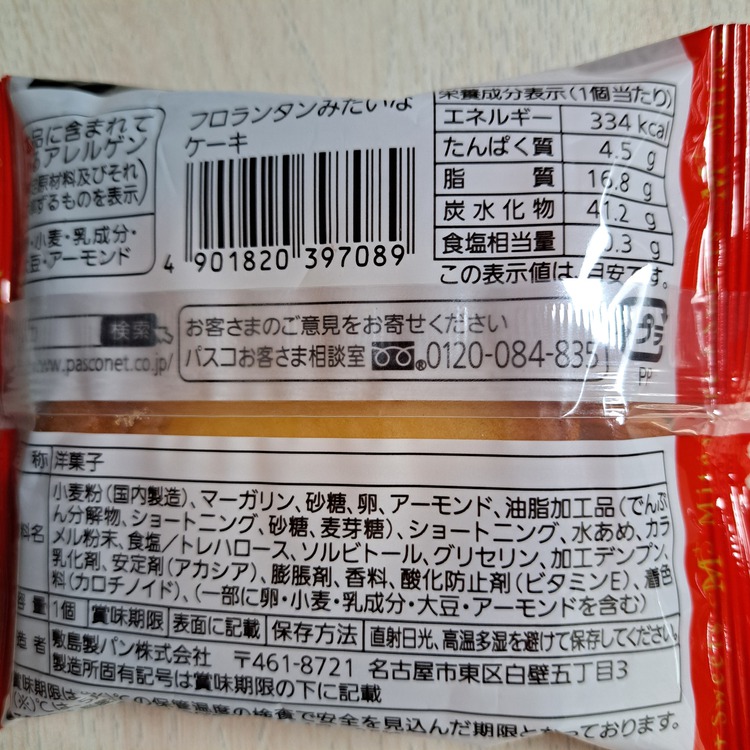 フロランタンみたいな
ケーキ
品に含まれて
アレルゲン
原材料及びそれ
するものを表示)
・小麦・乳成分・
豆・アーモンド
4 901820 397089
栄養成分表示(1個当たり)
エネルギー 334 kcal
たんぱく質 4.5 g
脂質 16.8 g
炭水化物 41.2 g
食塩相当量 0.3 g
この表示値は、目安です。
検索
www.pasconet.co.jp/
お客さまのご意見をお寄せください
パスコお客さま相談室 0120-084-835
プラ
PP
称 洋菓子
料名 小麦粉(国内製造)、マーガリン、砂糖、卵、アーモンド、油脂加工品(でんぷ
ん分解物、ショートニング、砂糖、麦芽糖)、ショートニング、水あめ、カラ
メル粉末、食塩/トレハロース、ソルビトール、グリセリン、加工デンプン、
乳化剤、安定剤(アカシア)、膨脹剤、香料、酸化防止剤(ビタミンE)、着色
料(カロチノイド)、(一部に卵・小麦・乳成分・大豆・アーモンドを含む)
容量 1個 賞味期限 表面に記載 保存方法 直射日光、高温多湿を避けて保存してください。
造者 敷島製パン株式会社 〒461-8721 名古屋市東区白壁五丁目3
製造所固有記号は賞味期限の下に記載
賞味期限は
の保管温度の検食で安全を見込んだ期限となっております。